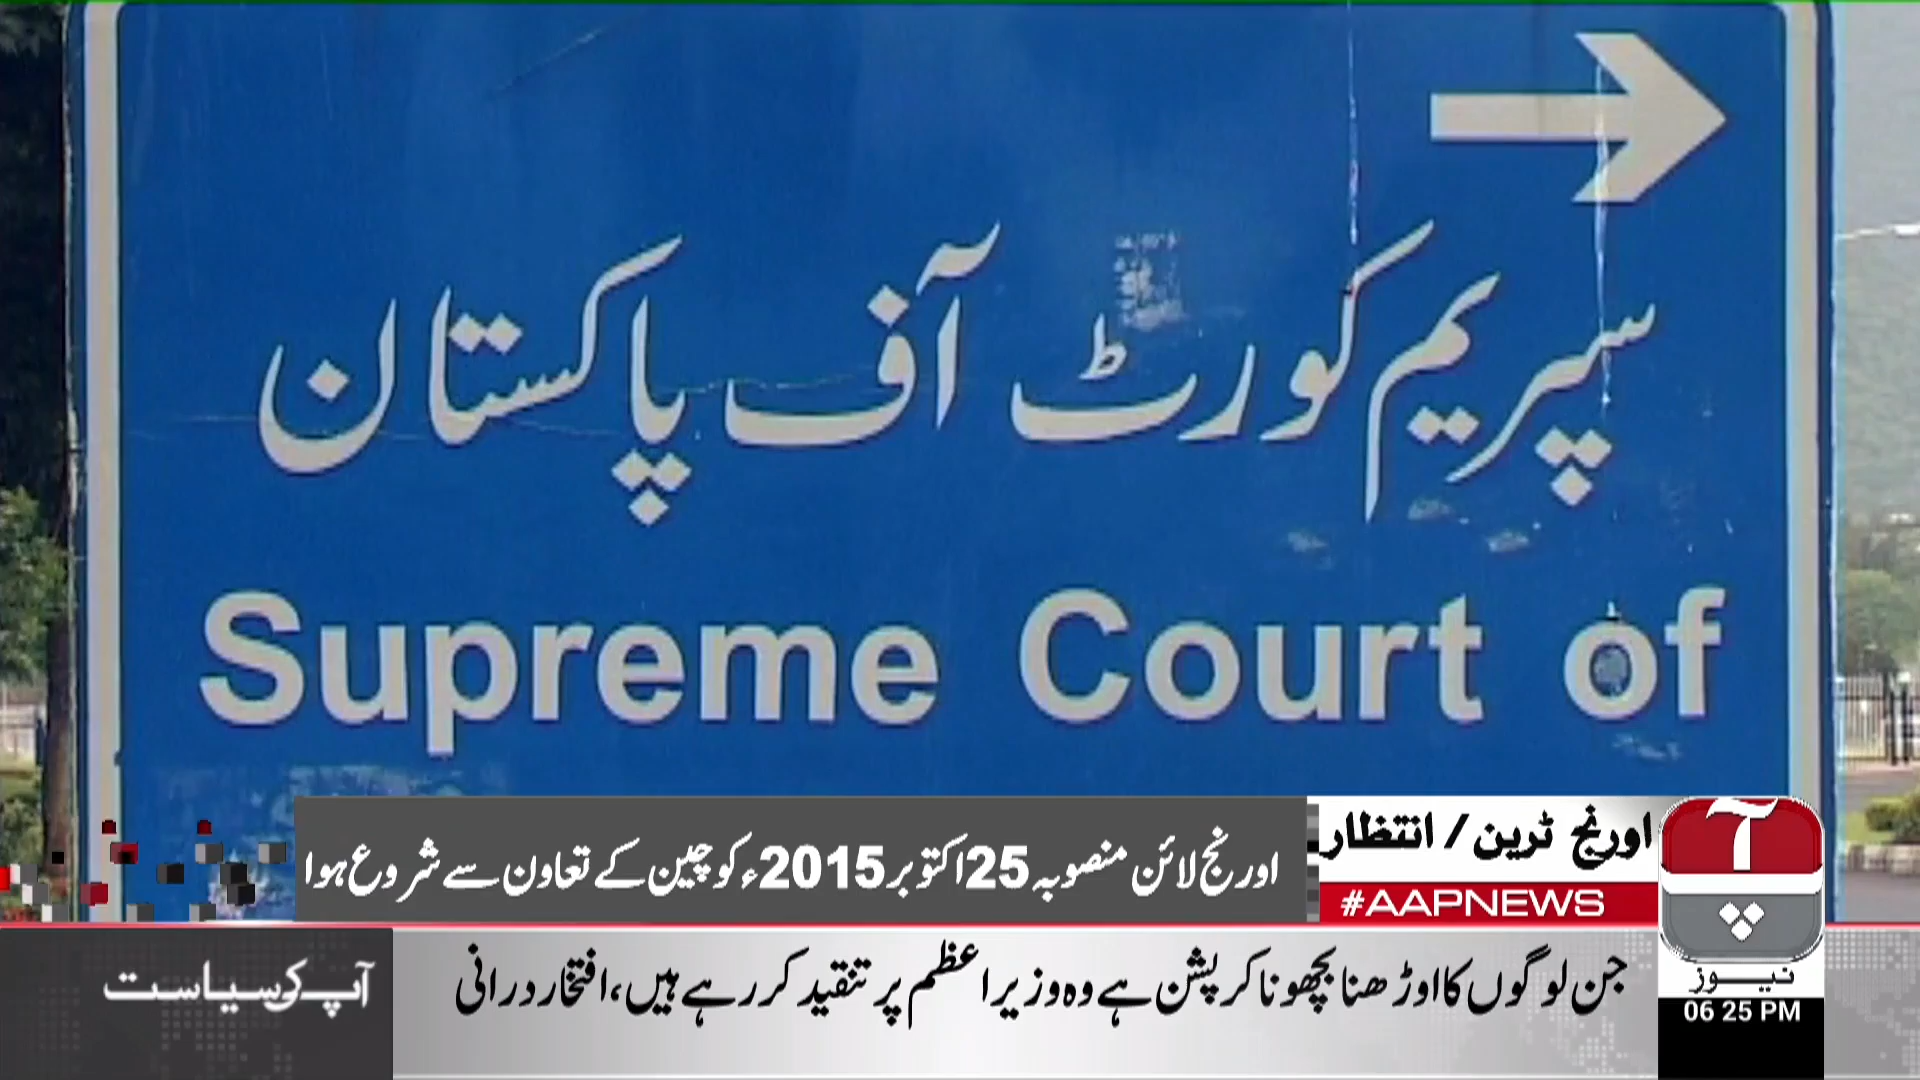 سپریم کورٹ آف پاکستان
Supreme Court of
اورنج ٹرین / انتظار
اورنج لائن منصوبہ 25 اکتوبر 2015ء کو چین کے تعاون سے شروع ہوا
#AAPNEWS
آپ
نیوز
جن لوگوں کا اوڑھنا بچھونا کرپشن ہے وہ وزیراعظم پر تنقید کر رہے ہیں، افتخار درانی
آپ کی سیاست
06 25 PM